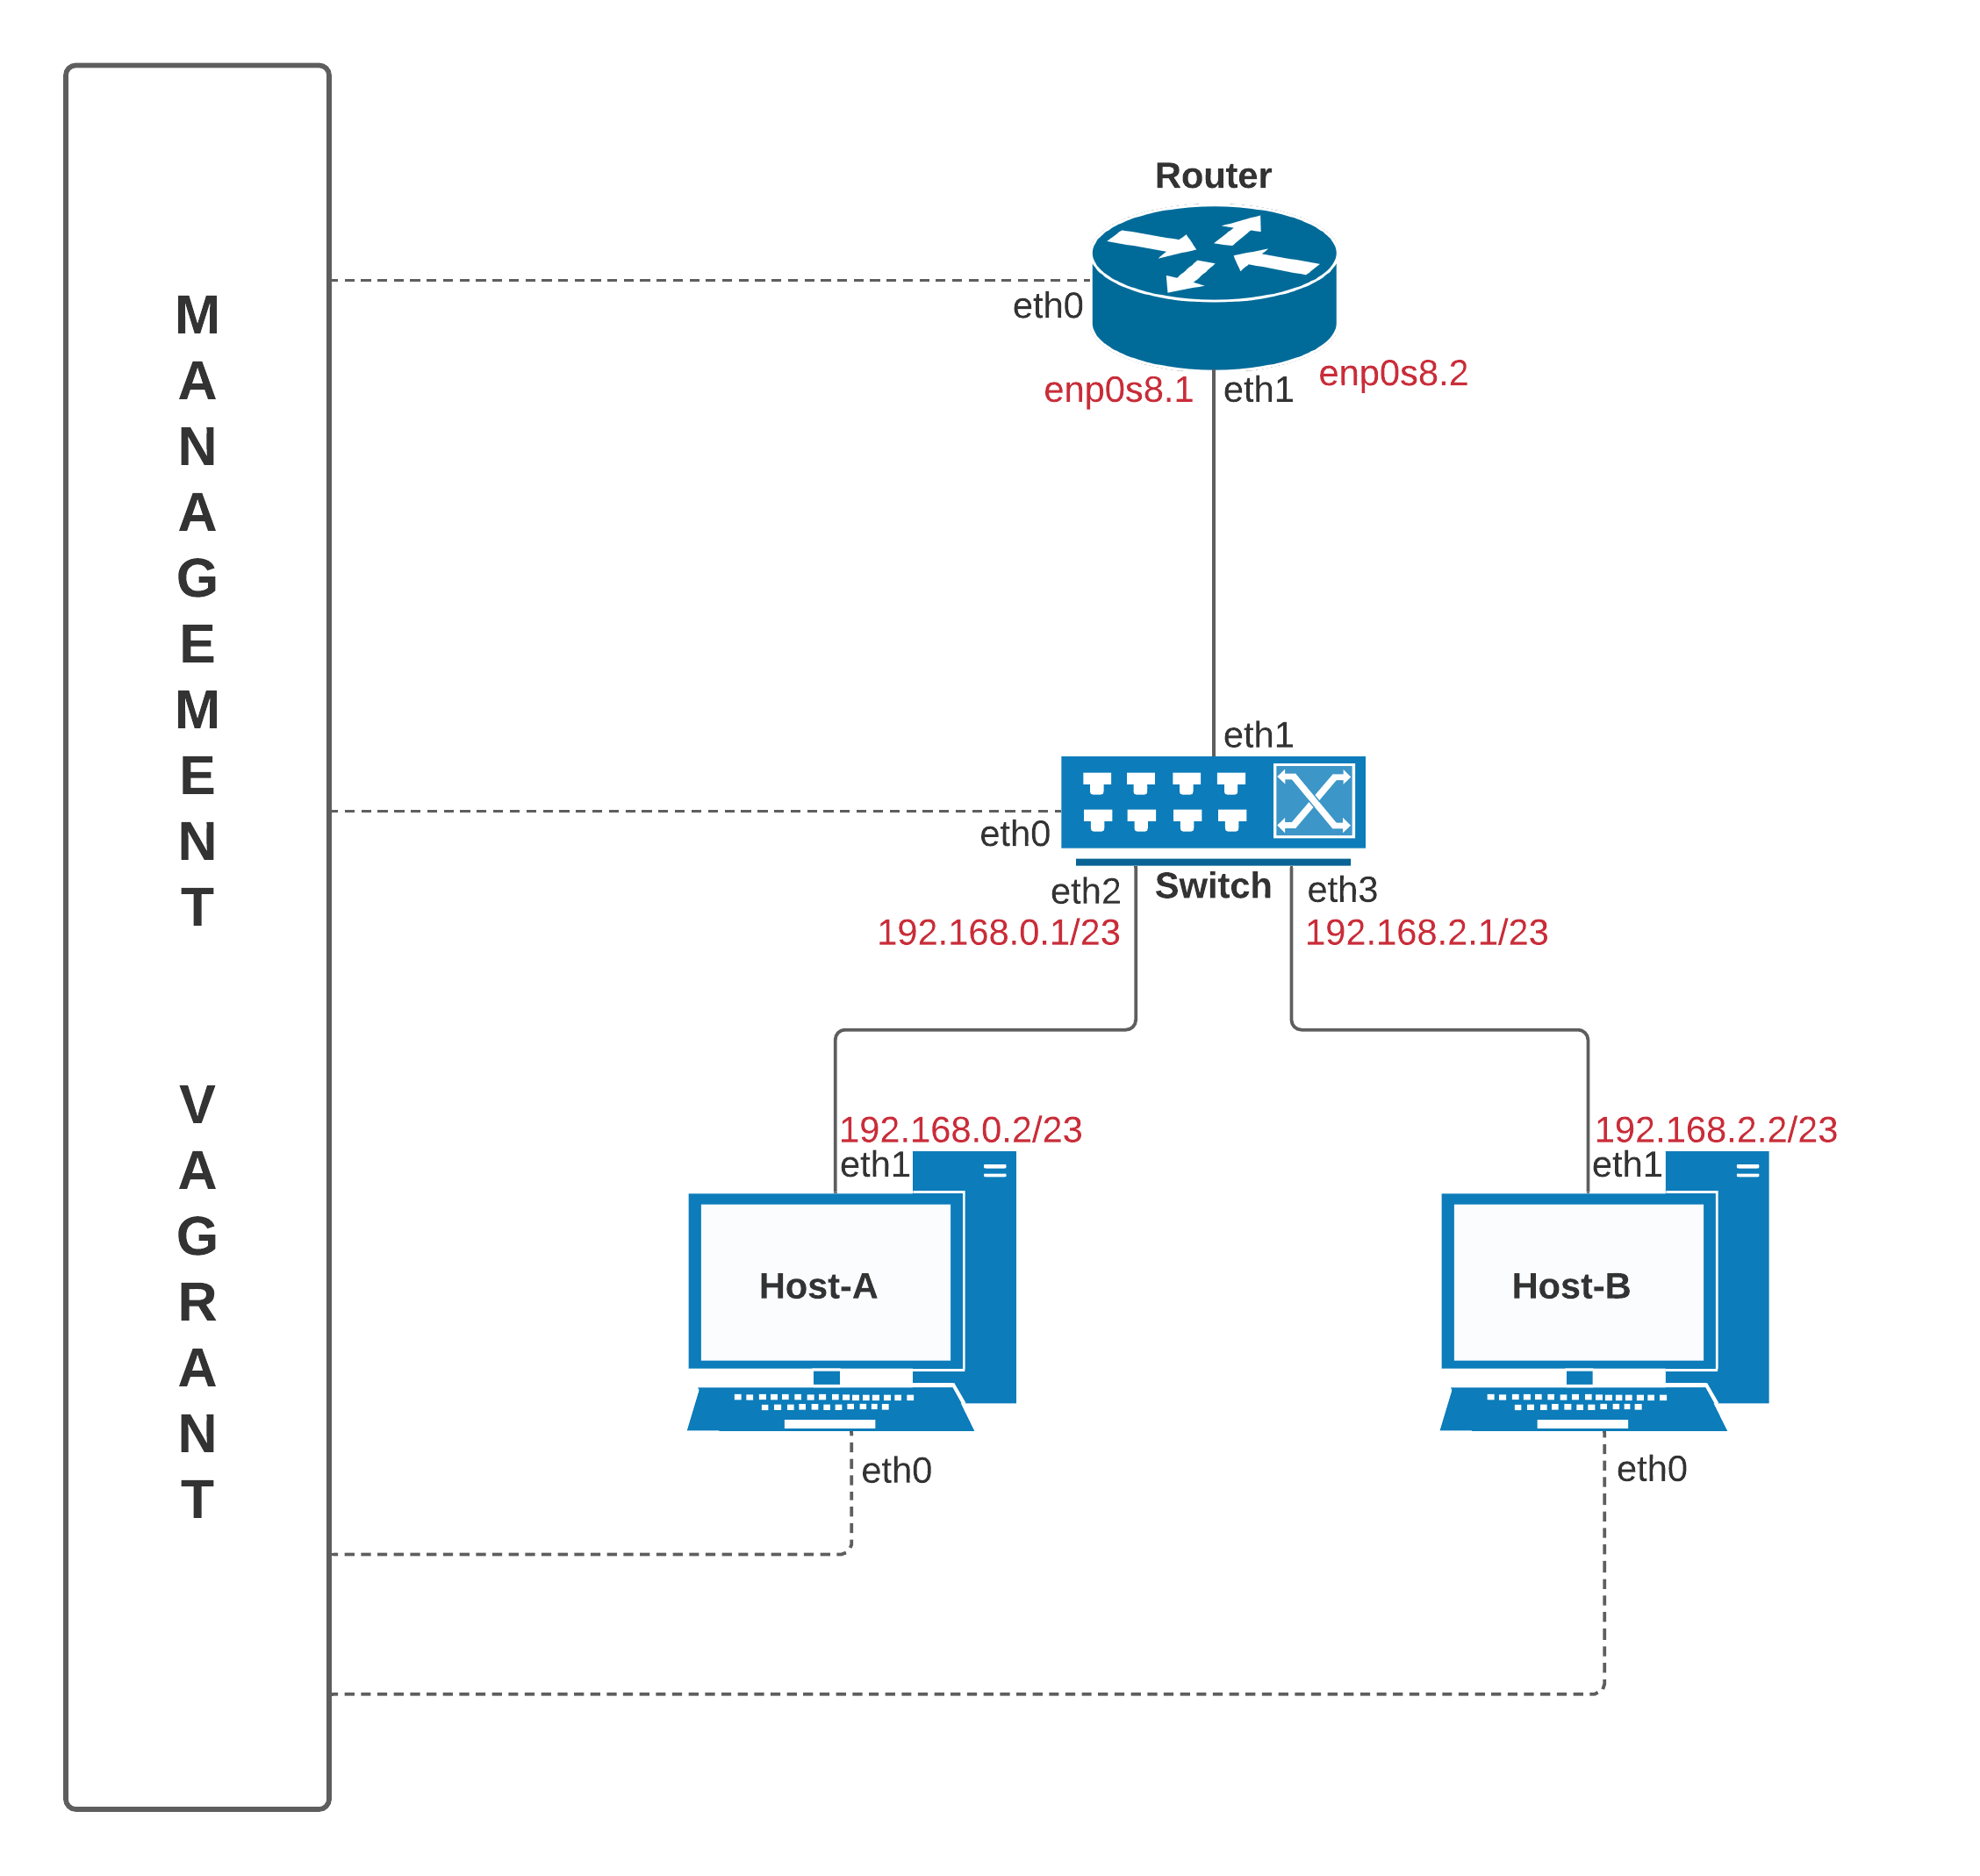 M
A
N
A
G
E
M
E
N
T
V
A
G
R
A
N
T
Router
eth0
enp0s8.1
eth1
enp0s8.2
eth1
eth0
eth2
Switch
eth3
192.168.0.1/23
192.168.2.1/23
192.168.0.2/23
eth1
192.168.2.2/23
eth1
Host-A
Host-B
eth0
eth0